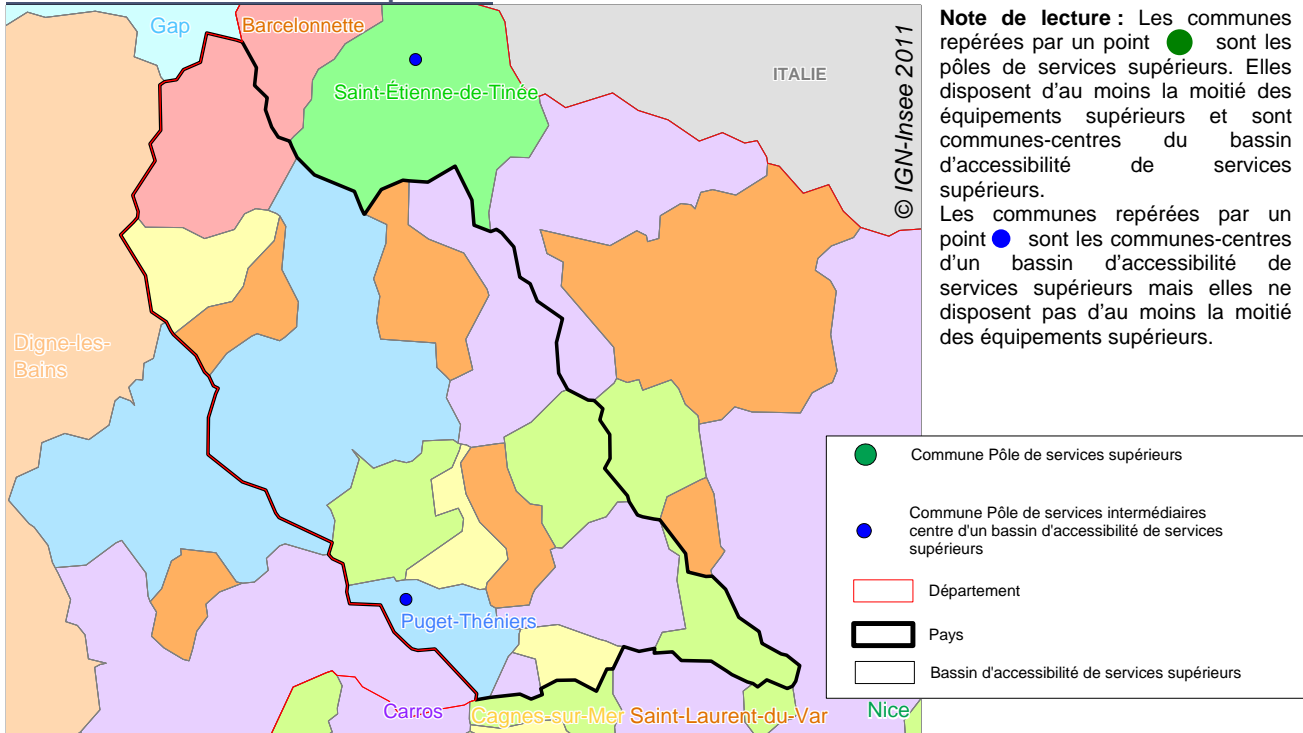 Gap
Barcelonnette
Saint-Étienne-de-Tinée
ITALIE
© IGN-Insee 2011
Digne-les-
Bains
Puget-Théniers
Carros
Cagnes-sur-Mer
Saint-Laurent-du-Var
Nice
Note de lecture : Les communes
repérées par un point sont les
pôles de services supérieurs. Elles
disposent d'au moins la moitié des
équipements supérieurs et sont
communes-centres du bassin
d'accessibilité de services
supérieurs.
Les communes repérées par un
point sont les communes-centres
d'un bassin d'accessibilité de
services supérieurs mais elles ne
disposent pas d'au moins la moitié
des équipements supérieurs.
Commune Pôle de services supérieurs
Commune Pôle de services intermédiaires
centre d'un bassin d'accessibilité de services
supérieurs
Département
Pays
Bassin d'accessibilité de services supérieurs